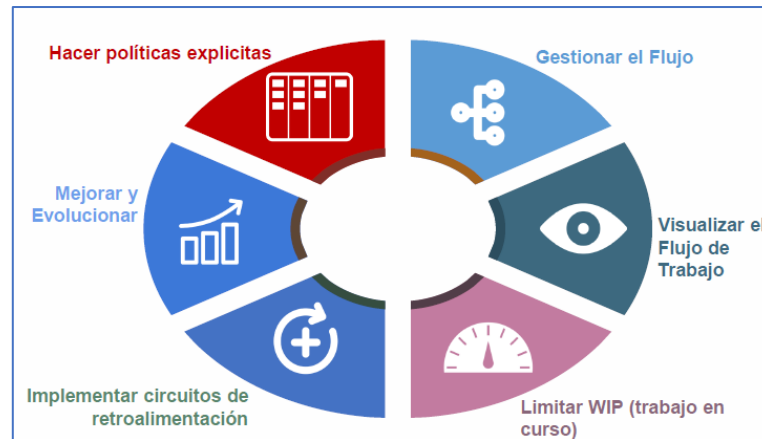 Hacer políticas explicitas
Gestionar el Flujo
Mejorar y
Evolucionar
Visualizar el
Flujo de
Trabajo
Implementar circuitos de
retroalimentación
Limitar WIP (trabajo en
curso)